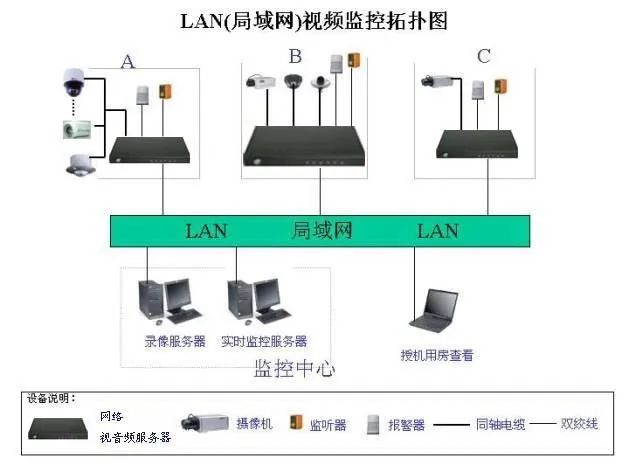 LAN(局域网)视频监控拓扑图
A
B
C
LAN 局域网 LAN
录像服务器
实时监控服务器
授机用房查看
监控中心
设备说明：
网络
视音频服务器
摄像机
监听器
报警器
同轴电缆
双绞线